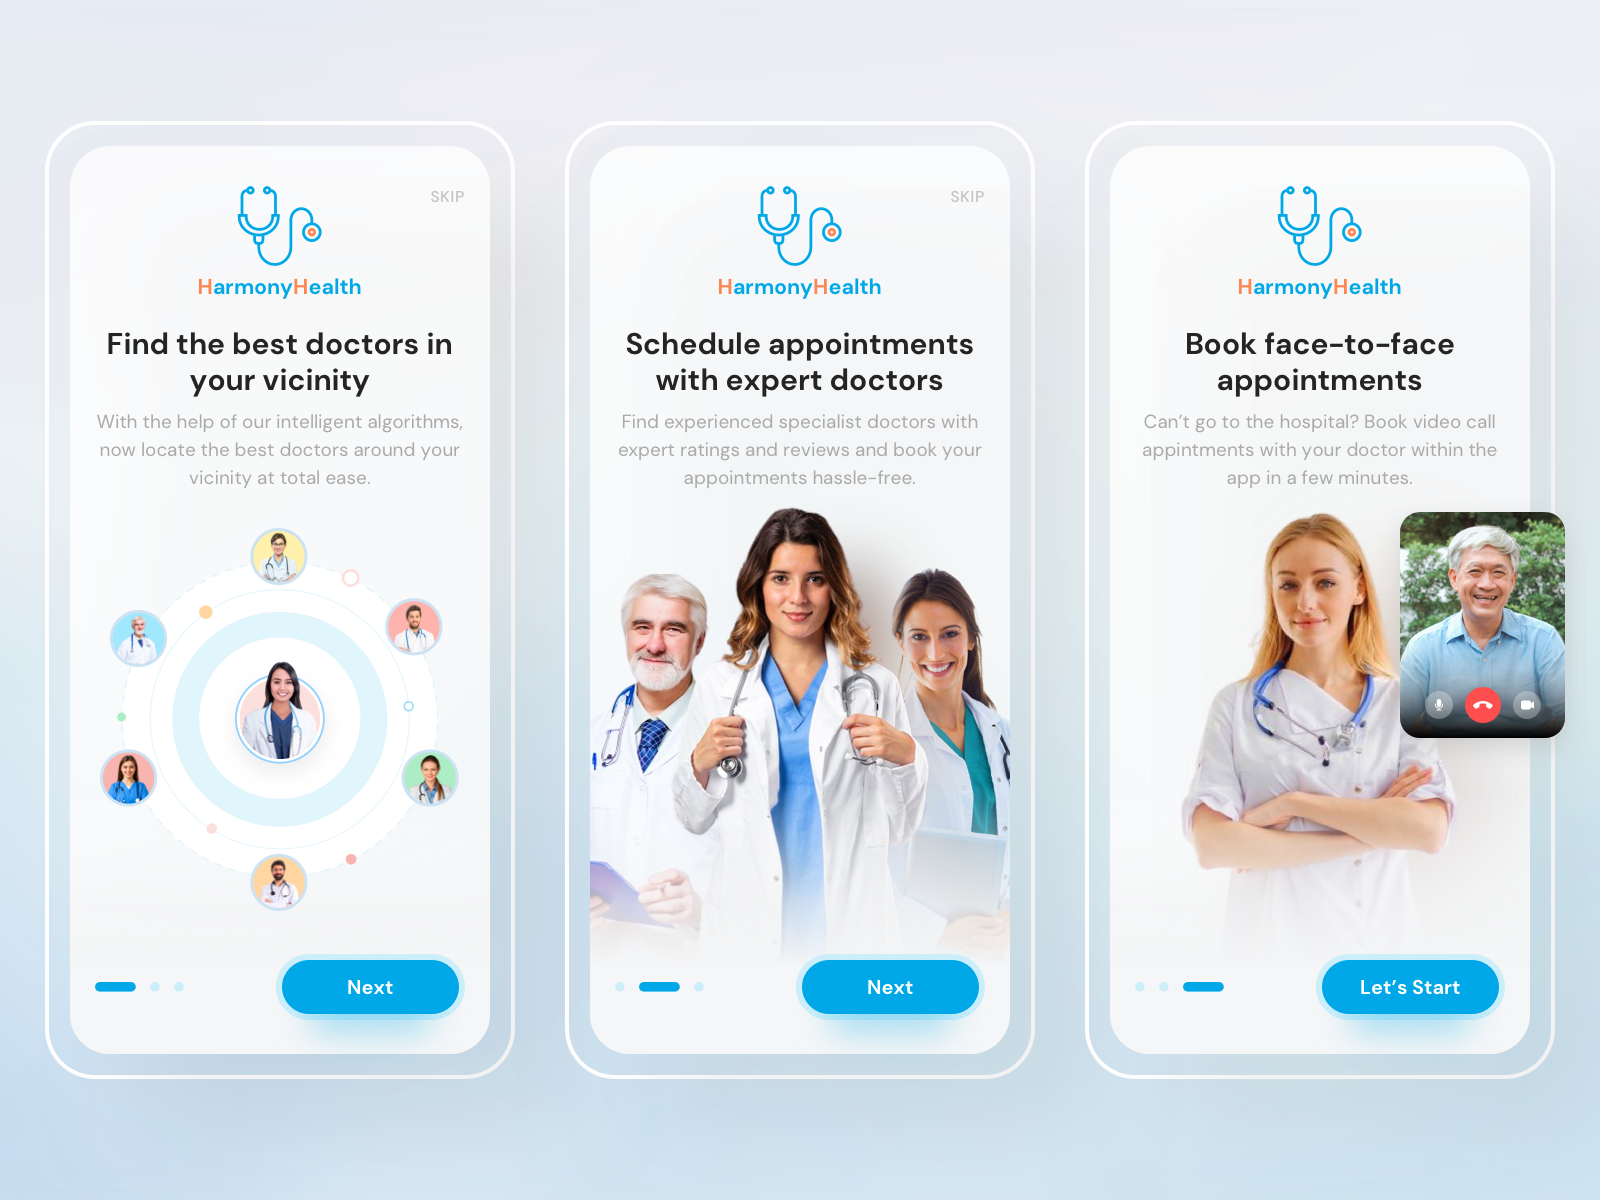 SKIP
HarmonyHealth
Find the best doctors in
your vicinity
With the help of our intelligent algorithms,
now locate the best doctors around your
vicinity at total ease.
Next
SKIP
HarmonyHealth
Schedule appointments
with expert doctors
Find experienced specialist doctors with
expert ratings and reviews and book your
appointments hassle-free.
Next
HarmonyHealth
Book face-to-face
appointments
Can’t go to the hospital? Book video call
appintments with your doctor within the
app in a few minutes.
Let’s Start